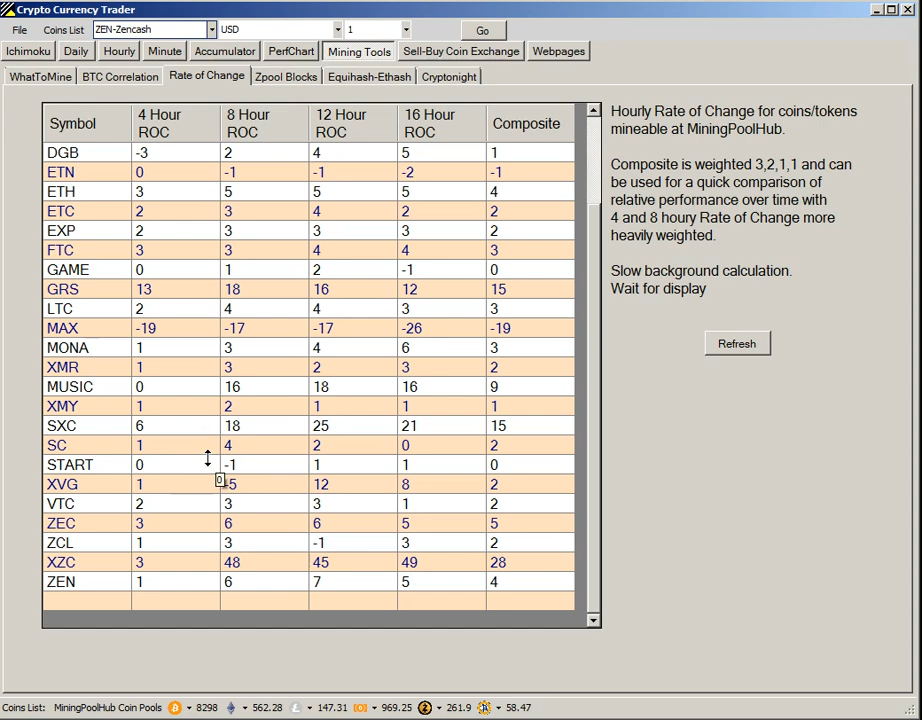 Crypto Currency Trader
File Coins List ZEN-Zencash USD 1 Go
Ichimoku Daily Hourly Minute Accumulator PerfChart Mining Tools Sell-Buy Coin Exchange Webpages
WhatToMine BTC Correlation Rate of Change Zpool Blocks Equihash-Ethash Cryptonight
Symbol 4 Hour ROC 8 Hour ROC 12 Hour ROC 16 Hour ROC Composite
DGB -3 2 4 5 1
ETN 0 -1 -1 -2 -1
ETH 3 5 5 5 4
ETC 2 3 4 2 2
EXP 2 3 3 3 2
FTC 3 3 4 4 3
GAME 0 1 2 -1 0
GRS 13 18 16 12 15
LTC 2 4 4 3 3
MAX -19 -17 -17 -26 -19
MONA 1 3 4 6 3
XMR 1 3 2 3 2
MUSIC 0 16 18 16 9
XMY 1 2 1 1 1
SXC 6 18 25 21 15
SC 1 4 2 0 2
START 0 -1 1 1 0
0
XVG 1 -5 12 8 2
VTC 2 3 3 1 2
ZEC 3 6 6 5 5
ZCL 1 3 -1 3 2
XZC 3 48 45 49 28
ZEN 1 6 7 5 4
Hourly Rate of Change for coins/tokens
mineable at MiningPoolHub.
Composite is weighted 3,2,1,1 and can
be used for a quick comparison of
relative performance over time with
4 and 8 houry Rate of Change more
heavily weighted.
Slow background calculation.
Wait for display
Refresh
Coins List: MiningPoolHub Coin Pools 8298 562.28 147.31 969.25 261.9 58.47